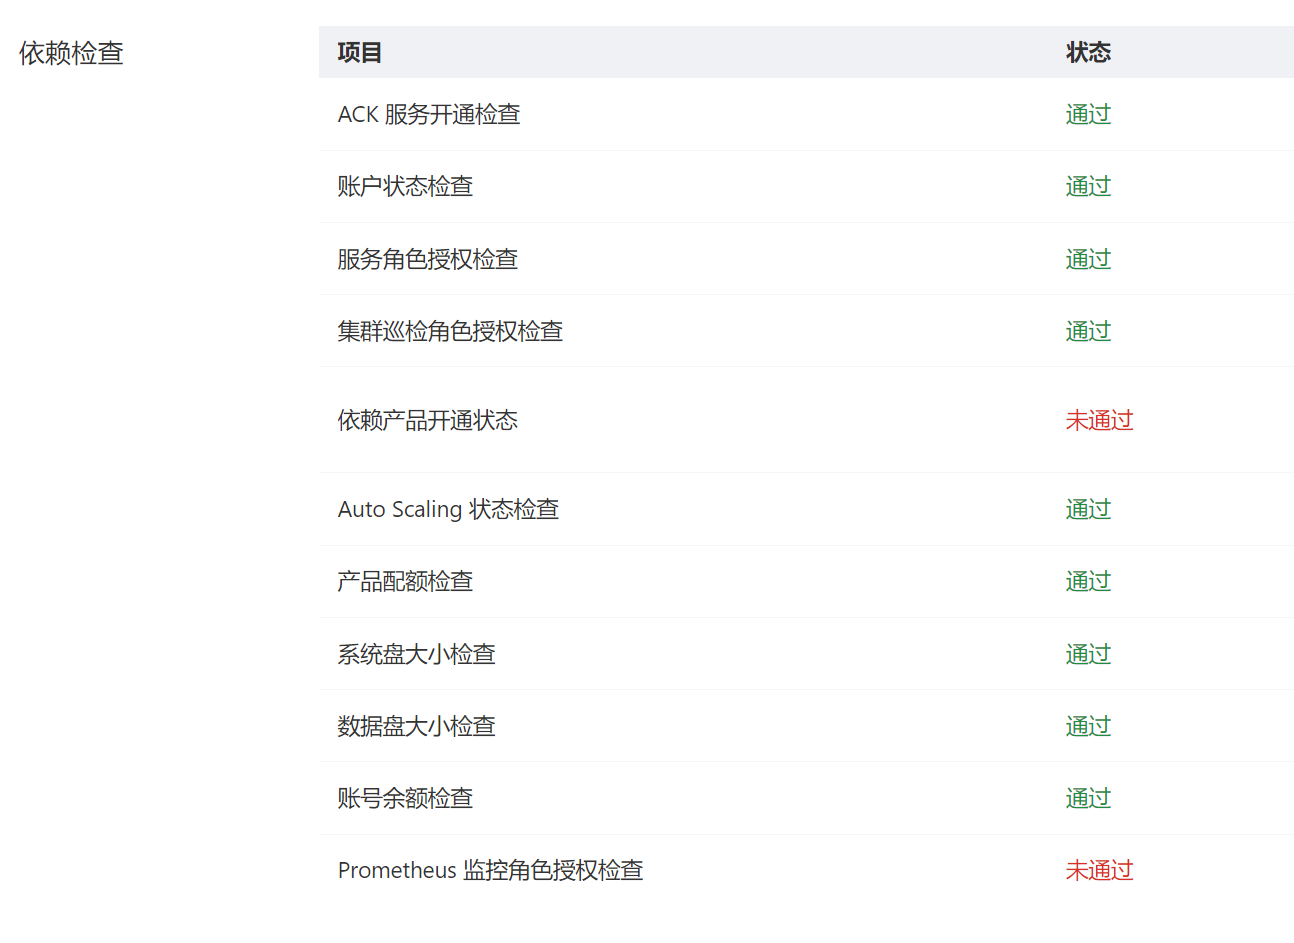 依赖检查
项目 状态
ACK 服务开通检查 通过
账户状态检查 通过
服务角色授权检查 通过
集群巡检角色授权检查 通过
依赖产品开通状态 未通过
Auto Scaling 状态检查 通过
产品配额检查 通过
系统盘大小检查 通过
数据盘大小检查 通过
账号余额检查 通过
Prometheus 监控角色授权检查 未通过